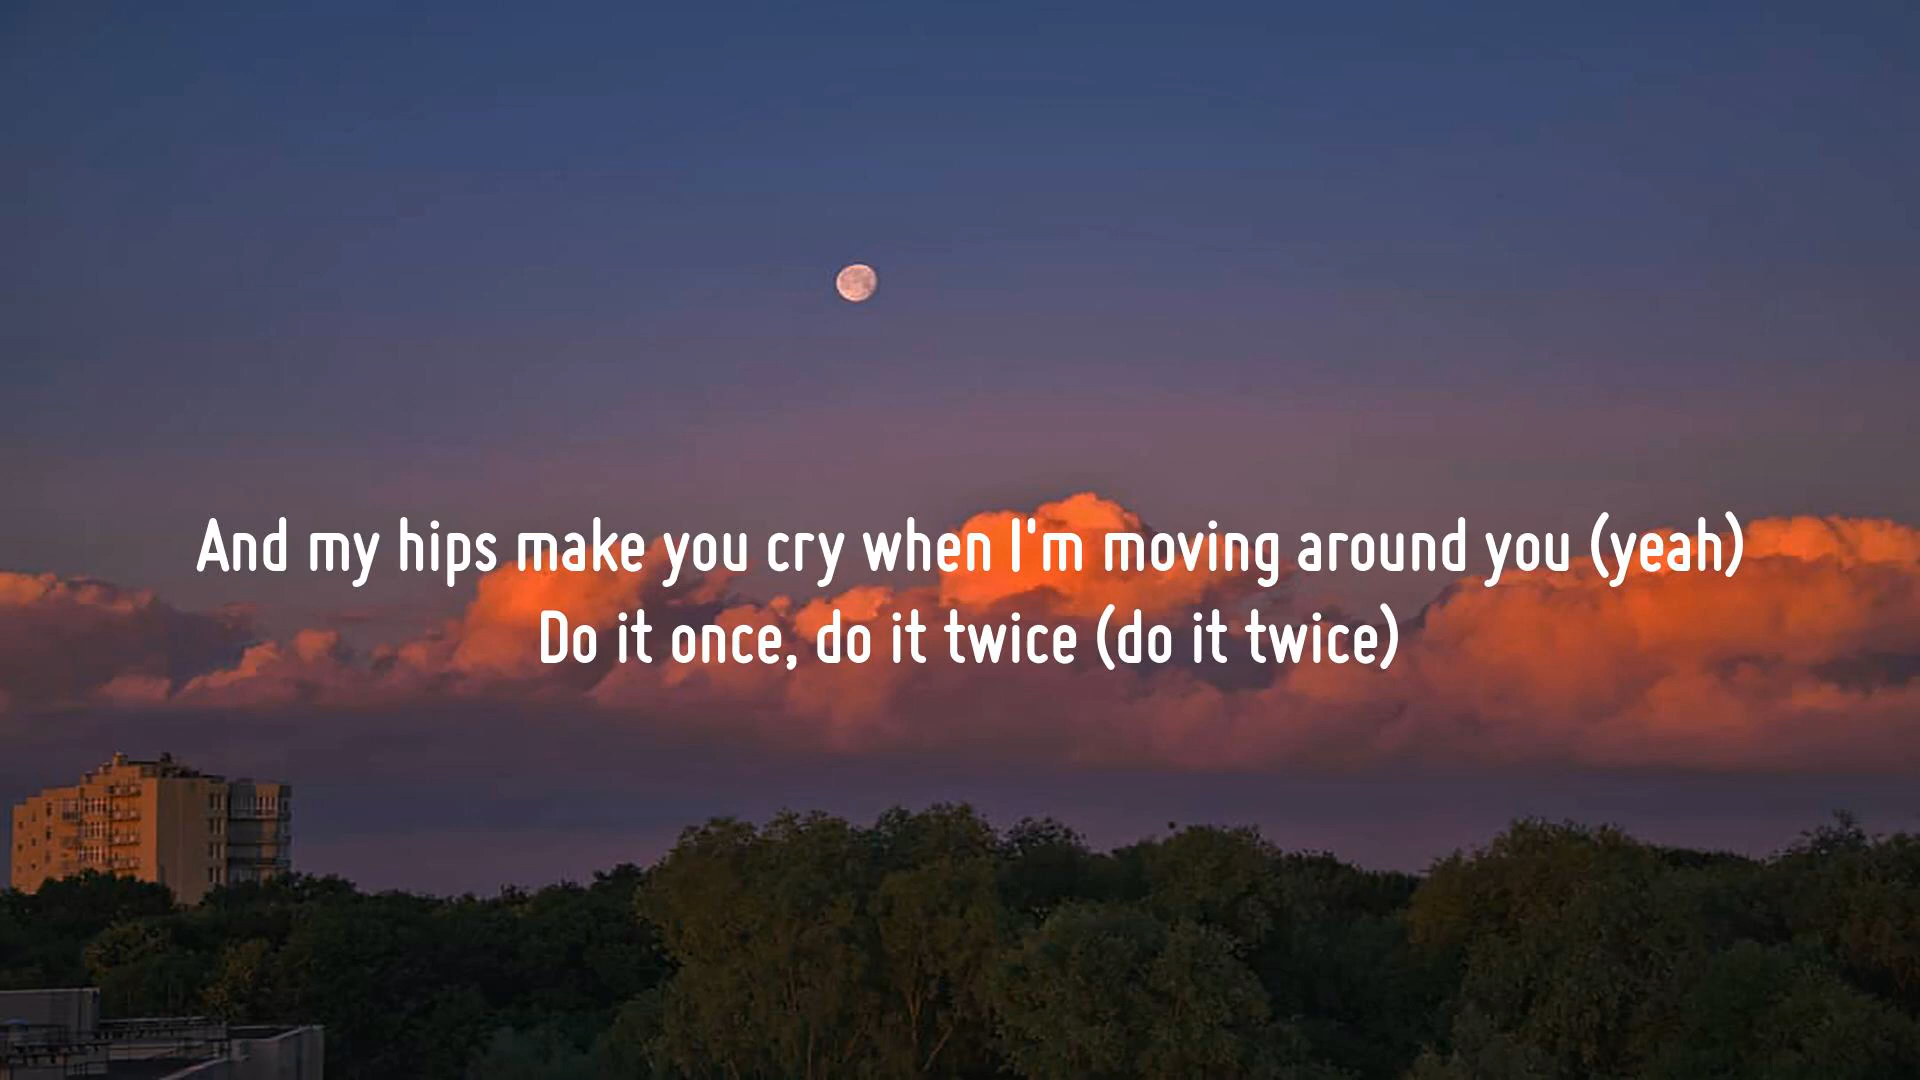 And my hips make you cry when I'm moving around you (yeah)
Do it once, do it twice (do it twice)